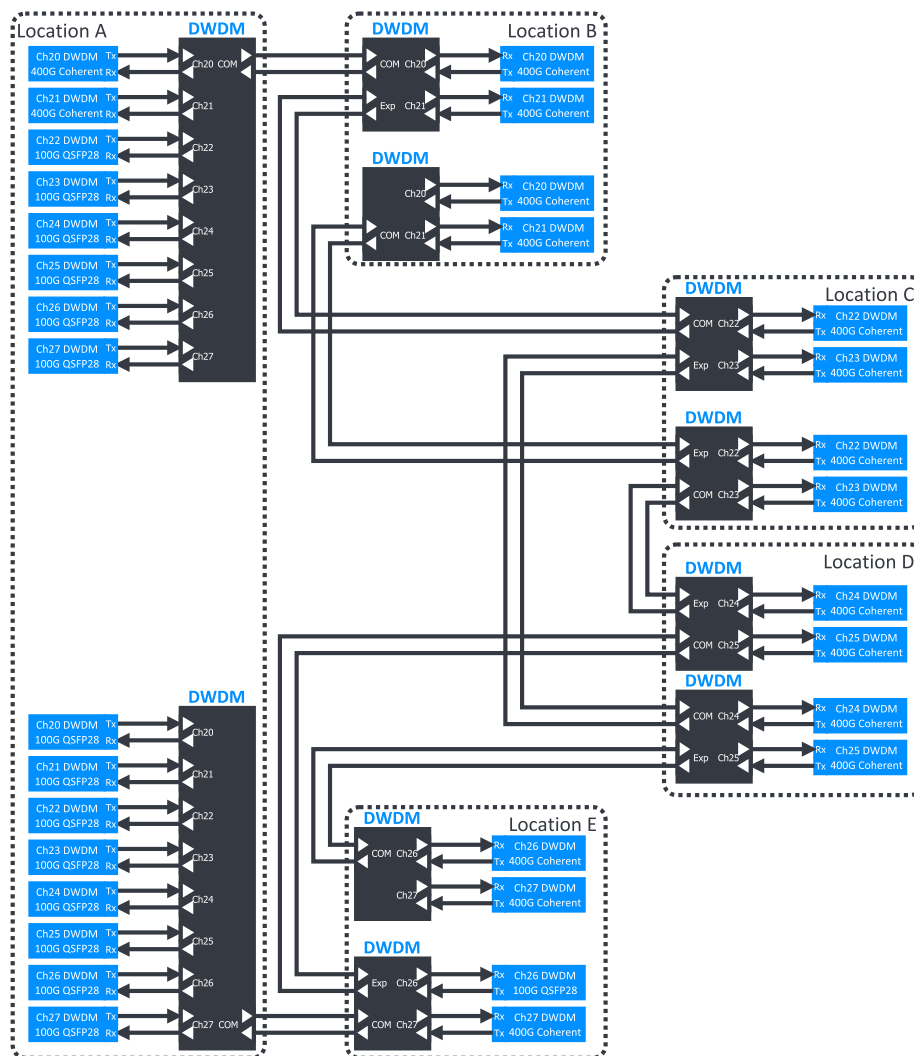 Location A
DWDM
Ch20 DWDM Tx
400G Coherent Rx
Ch20 COM
Ch21 DWDM Tx
400G Coherent Rx
Ch21
Ch22 DWDM Tx
100G QSFP28 Rx
Ch22
Ch23 DWDM Tx
100G QSFP28 Rx
Ch23
Ch24 DWDM Tx
100G QSFP28 Rx
Ch24
Ch25 DWDM Tx
100G QSFP28 Rx
Ch25
Ch26 DWDM Tx
100G QSFP28 Rx
Ch26
Ch27 DWDM Tx
100G QSFP28 Rx
Ch27
DWDM
Ch20 DWDM Tx
100G QSFP28 Rx
Ch20
Ch21 DWDM Tx
100G QSFP28 Rx
Ch21
Ch22 DWDM Tx
100G QSFP28 Rx
Ch22
Ch23 DWDM Tx
100G QSFP28 Rx
Ch23
Ch24 DWDM Tx
100G QSFP28 Rx
Ch24
Ch25 DWDM Tx
100G QSFP28 Rx
Ch25
Ch26 DWDM Tx
100G QSFP28 Rx
Ch26
Ch27 DWDM Tx
100G QSFP28 Rx
Ch27 COM
Location B
DWDM
COM Ch20
Rx Ch20 DWDM
Tx 400G Coherent
Exp Ch21
Rx Ch21 DWDM
Tx 400G Coherent
DWDM
Ch20
Rx Ch20 DWDM
Tx 400G Coherent
COM Ch21
Rx Ch21 DWDM
Tx 400G Coherent
Location C
DWDM
COM Ch22
Rx Ch22 DWDM
Tx 400G Coherent
Exp Ch23
Rx Ch23 DWDM
Tx 400G Coherent
DWDM
Exp Ch22
Rx Ch22 DWDM
Tx 400G Coherent
COM Ch23
Rx Ch23 DWDM
Tx 400G Coherent
Location D
DWDM
Exp Ch24
Rx Ch24 DWDM
Tx 400G Coherent
COM Ch25
Rx Ch25 DWDM
Tx 400G Coherent
DWDM
COM Ch24
Rx Ch24 DWDM
Tx 400G Coherent
Exp Ch25
Rx Ch25 DWDM
Tx 400G Coherent
Location E
DWDM
COM Ch26
Rx Ch26 DWDM
Tx 400G Coherent
Ch27
Rx Ch27 DWDM
Tx 400G Coherent
DWDM
Exp Ch26
Rx Ch26 DWDM
Tx 100G QSFP28
COM Ch27
Rx Ch27 DWDM
Tx 400G Coherent